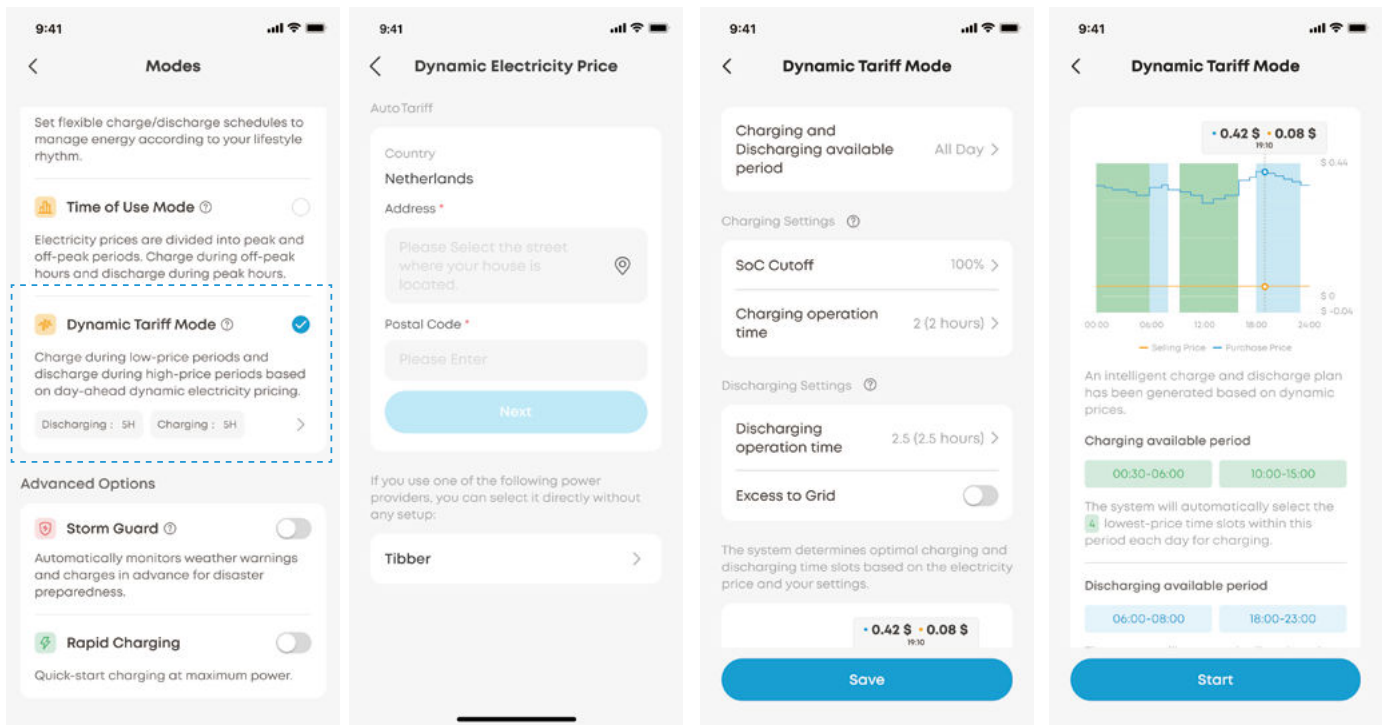 9:41
Modes
Set flexible charge/discharge schedules to
manage energy according to your lifestyle
rhythm.
Time of Use Mode ?
Electricity prices are divided into peak and
off-peak periods. Charge during off-peak
hours and discharge during peak hours.
Dynamic Tariff Mode ?
Charge during low-price periods and
discharge during high-price periods based
on day-ahead dynamic electricity pricing.
Discharging : 5H Charging : 5H
Advanced Options
Storm Guard ?
Automatically monitors weather warnings
and charges in advance for disaster
preparedness.
Rapid Charging
Quick-start charging at maximum power.
9:41
Dynamic Electricity Price
Auto Tariff
Country
Netherlands
Address *
Please Select the street
where your house is
located.
Postal Code *
Please Enter
Next
If you use one of the following power
providers, you can select it directly without
any setup:
Tibber
9:41
Dynamic Tariff Mode
Charging and
Discharging available
period
All Day
Charging Settings ?
SoC Cutoff 100%
Charging operation
time
2 (2 hours)
Discharging Settings ?
Discharging
operation time
2.5 (2.5 hours)
Excess to Grid
The system determines optimal charging and
discharging time slots based on the electricity
price and your settings.
0.42 $ 0.08 $
19:10
Save
9:41
Dynamic Tariff Mode
0.42 $ 0.08 $
19:10
$ 0.44
$ 0
$ -0.04
00:00 06:00 12:00 18:00 24:00
Selling Price Purchase Price
An intelligent charge and discharge plan
has been generated based on dynamic
prices.
Charging available period
00:30-06:00 10:00-15:00
The system will automatically select the
4 lowest-price time slots within this
period each day for charging.
Discharging available period
06:00-08:00 18:00-23:00
Start